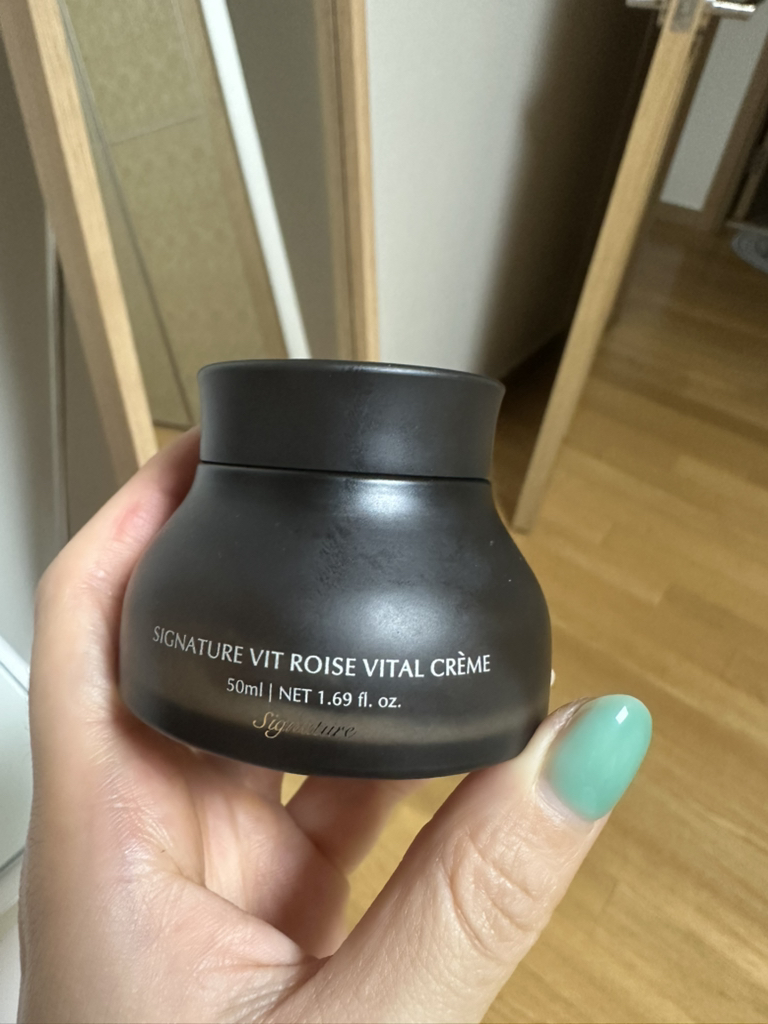 SIGNATURE VIT ROISE VITAL CRÈME
50ml | NET 1.69 fl. oz.
Signature